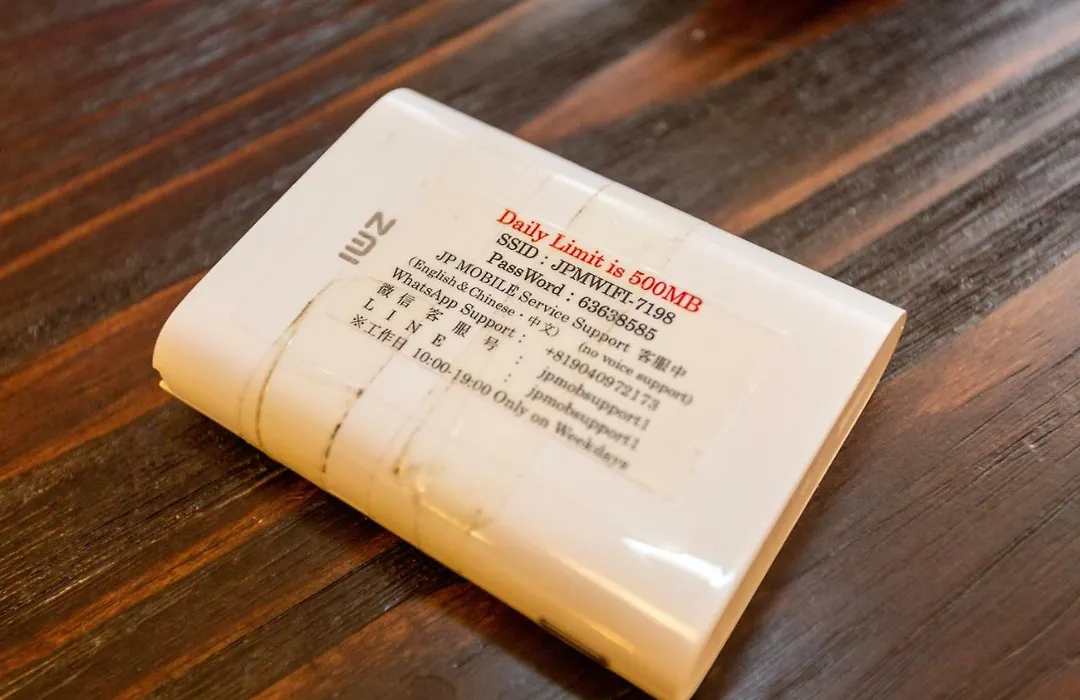 Daily Limit is 500MB
SSID : JPMWIFI-7198
PassWord : 63638585
JP MOBILE Service Support 客服中
(English & Chinese・中文) (no voice support)
WhatsApp Support : +819040972173
微信客服号 : jpmobsupport1
LINE : jpmobsupport1
※工作日 10:00-19:00 Only on Weekdays